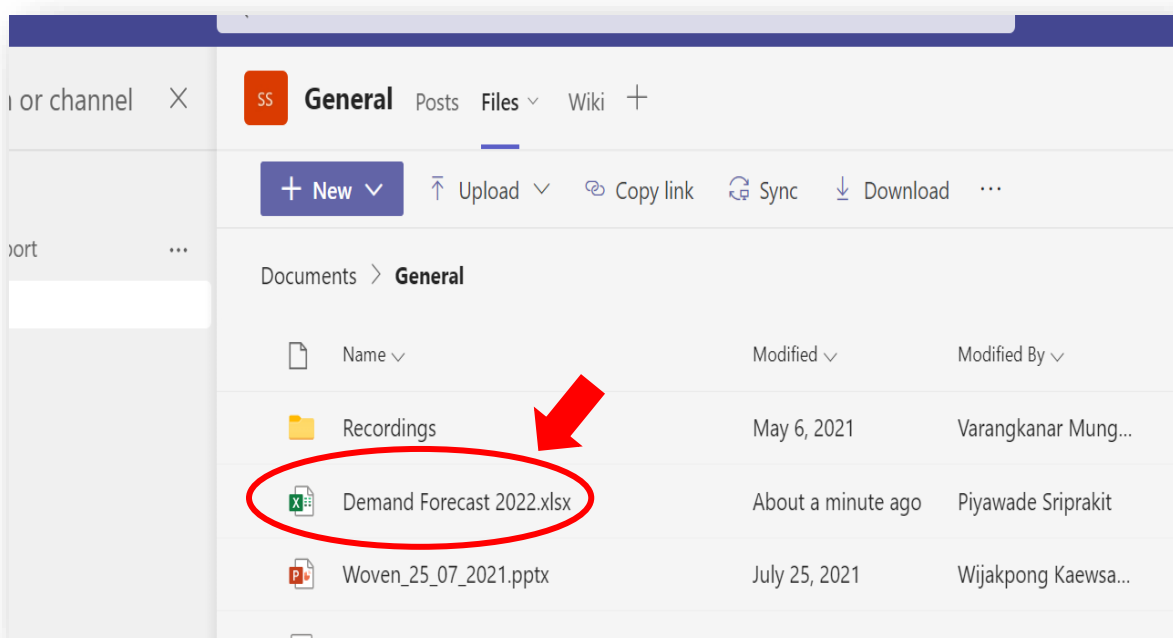 or channel
SS General Posts Files Wiki
New Upload Copy link Sync Download ...
port ...
Documents > General
Name Modified Modified By
Recordings May 6, 2021 Varangkanar Mung...
Demand Forecast 2022.xlsx About a minute ago Piyawade Sriprakit
Woven_25_07_2021.pptx July 25, 2021 Wijakpong Kaewsa...